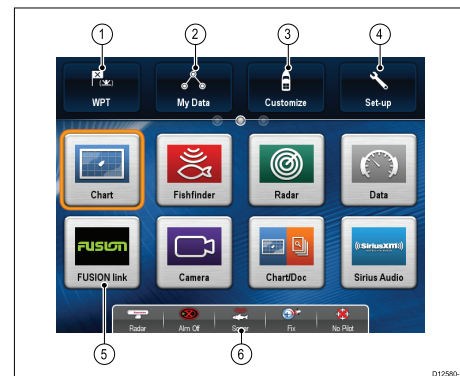 1 2 3 4
WPT My Data Customize Set-up
Chart Fishfinder Radar Data
FUSION ((SiriusXM))
FUSION link Camera Chart/Doc Sirius Audio
Radar Alm Off Sonar Fix No Pilot
5 6
D12580-